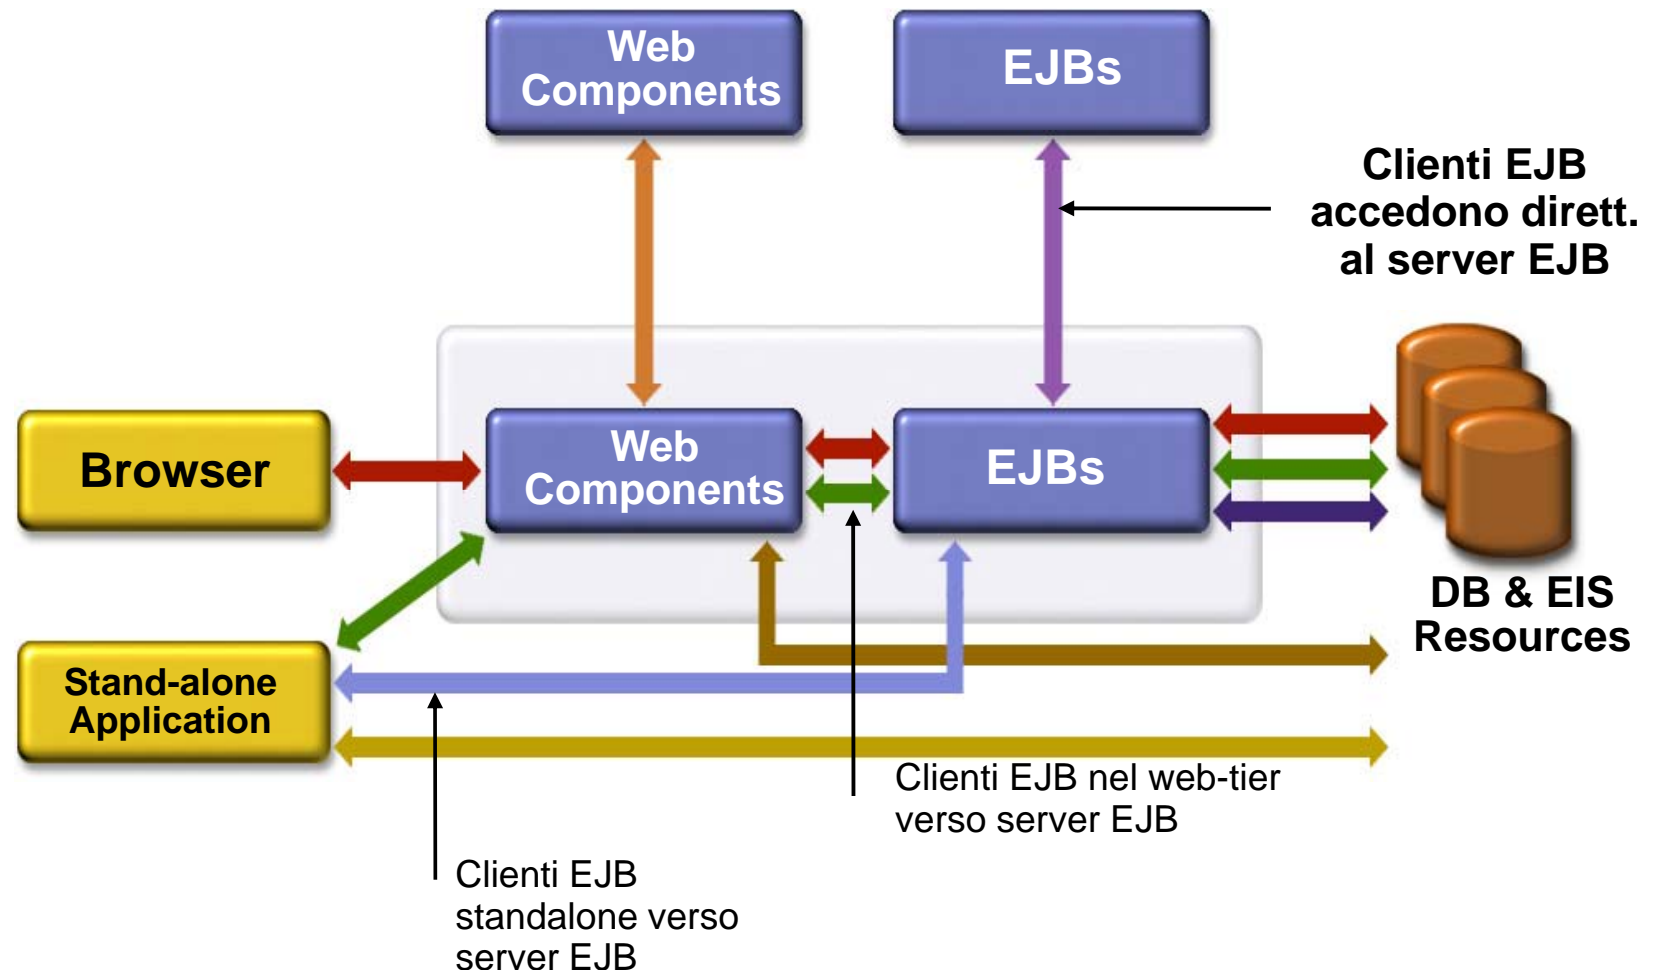 Web
Components
EJBs
Clienti EJB
accedono dirett.
al server EJB
Browser
Web
Components
EJBs
DB & EIS
Resources
Stand-alone
Application
Clienti EJB nel web-tier
verso server EJB
Clienti EJB
standalone verso
server EJB